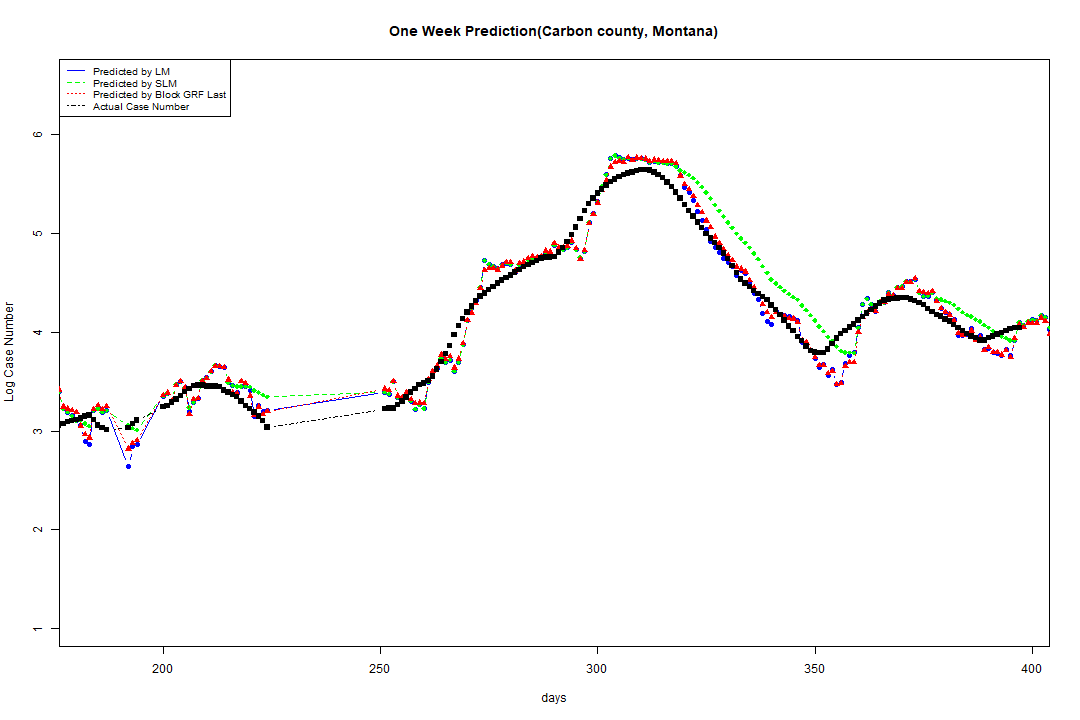 One Week Prediction(Carbon county, Montana)
Predicted by LM
Predicted by SLM
Predicted by Block GRF Last
Actual Case Number
6
5
4
3
2
1
Log Case Number
200 250 300 350 400
days